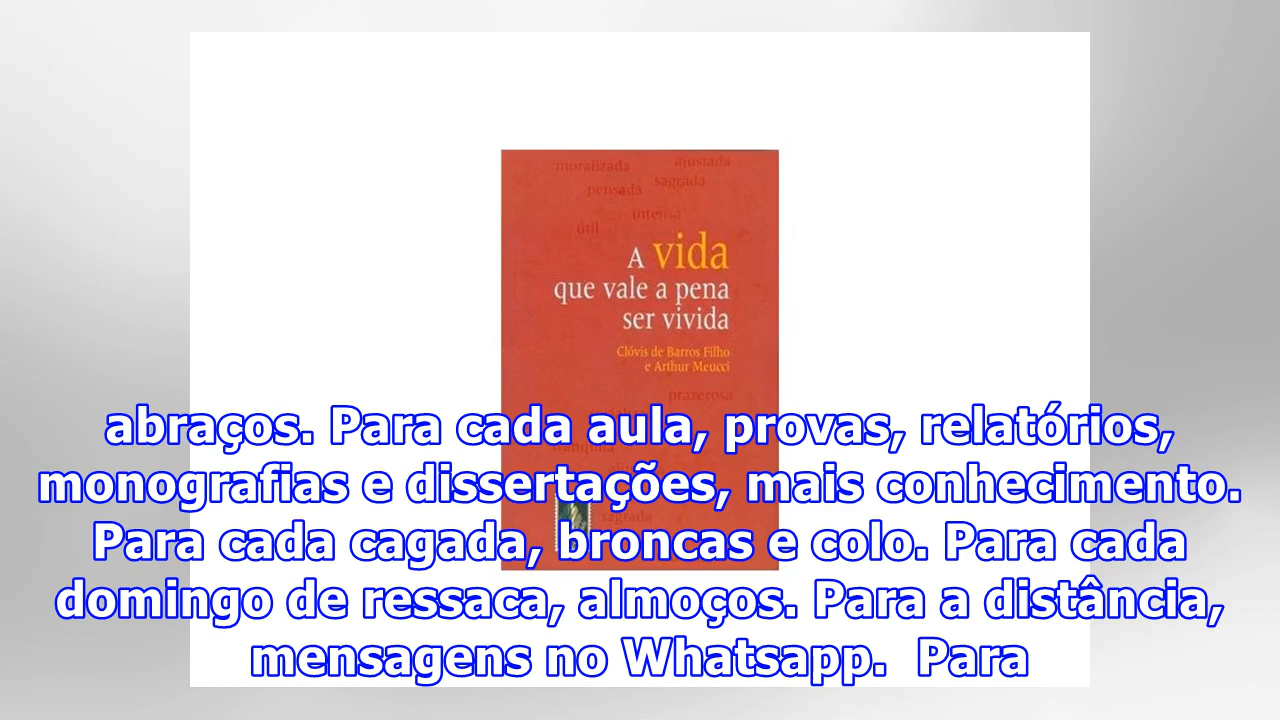 moralizada
ajustada
pensada
sagrada
intensa
útil
A vida
que vale a pena
ser vivida
Clóvis de Barros Filho
e Arthur Meucci
prazerosa
abraços. Para cada aula, provas, relatórios,
monografias e dissertações, mais conhecimento.
Para cada cagada, broncas e colo. Para cada
domingo de ressaca, almoços. Para a distância,
mensagens no Whatsapp. Para
sagrada